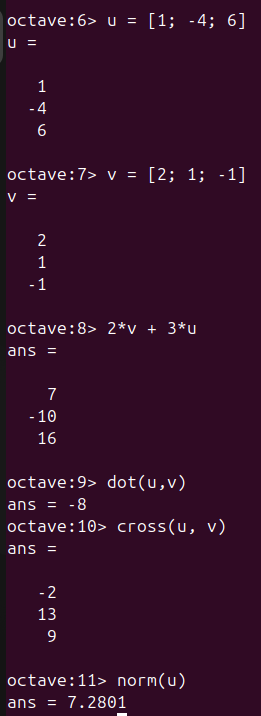 octave:6> u = [1; -4; 6]
u =
1
-4
6
octave:7> v = [2; 1; -1]
v =
2
1
-1
octave:8> 2*v + 3*u
ans =
7
-10
16
octave:9> dot(u,v)
ans = -8
octave:10> cross(u, v)
ans =
-2
13
9
octave:11> norm(u)
ans = 7.2801